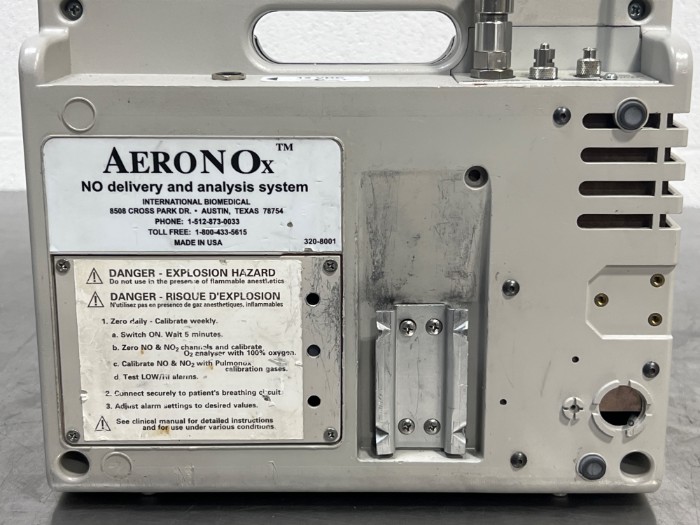 AERONOx™
NO delivery and analysis system
INTERNATIONAL BIOMEDICAL
8508 CROSS PARK DR. • AUSTIN, TEXAS 78754
PHONE: 1-512-873-0033
TOLL FREE: 1-800-433-5615
MADE IN USA 320-8001
DANGER - EXPLOSION HAZARD
Do not use in the presence of flammable anesthetics
DANGER - RISQUE D'EXPLOSION
N'utilisez pas en presence de gaz anesthetiques, inflammables
1. Zero daily - Calibrate weekly.
a. Switch ON. Wait 5 minutes.
b. Zero NO & NO₂ channels and calibrate
O₂ analyser with 100% oxygen.
c. Calibrate NO & NO₂ with Pulmonox
calibration gases.
d. Test LOW/HI alarms.
2. Connect securely to patient's breathing circuit
3. Adjust alarm settings to desired values.
See clinical manual for detailed instructions
and for use under various conditions.